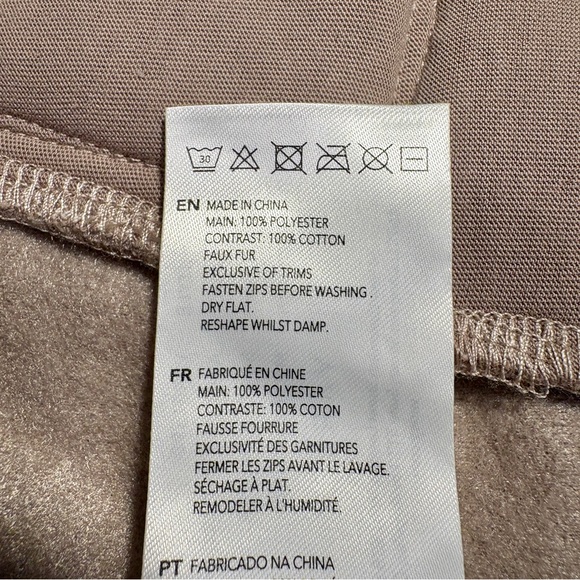 30
EN MADE IN CHINA
MAIN: 100% POLYESTER
CONTRAST: 100% COTTON
FAUX FUR
EXCLUSIVE OF TRIMS
FASTEN ZIPS BEFORE WASHING .
DRY FLAT.
RESHAPE WHILST DAMP.
FR FABRIQUÉ EN CHINE
MAIN: 100% POLYESTER
CONTRASTE: 100% COTON
FAUSSE FOURRURE
EXCLUSIVITÉ DES GARNITURES
FERMER LES ZIPS AVANT LE LAVAGE.
SÉCHAGE À PLAT.
REMODELER À L'HUMIDITÉ.
PT FABRICADO NA CHINA